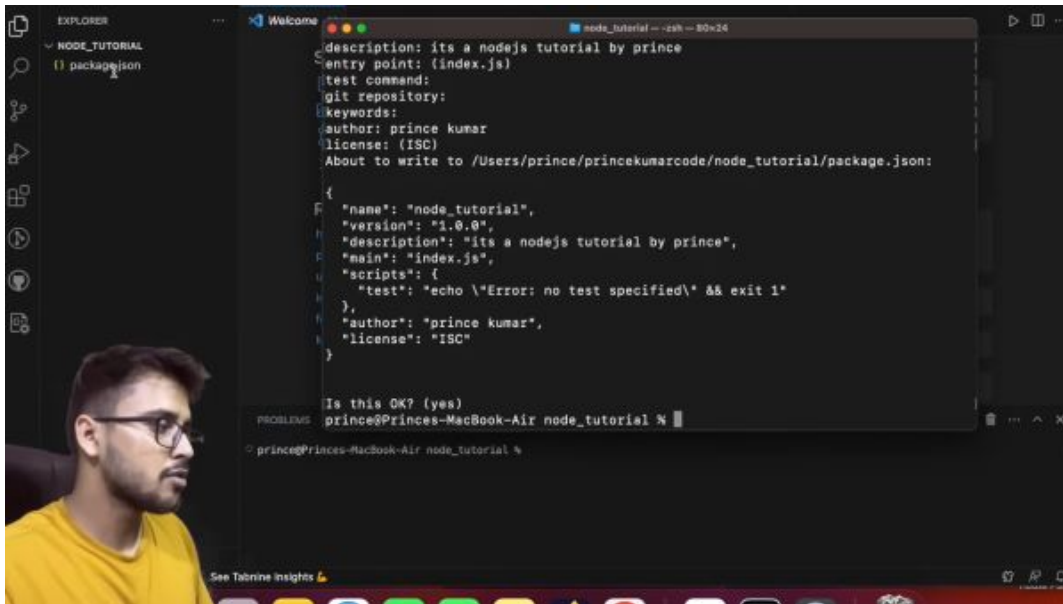 EXPLORER
NODE_TUTORIAL
{} package.json
Welcome
node_tutorial — -zsh — 80×24
description: its a nodejs tutorial by prince
entry point: (index.js)
test command:
git repository:
keywords:
author: prince kumar
license: (ISC)
About to write to /Users/prince/princekumarcode/node_tutorial/package.json:
{
"name": "node_tutorial",
"version": "1.0.0",
"description": "its a nodejs tutorial by prince",
"main": "index.js",
"scripts": {
"test": "echo \"Error: no test specified\" && exit 1"
},
"author": "prince kumar",
"license": "ISC"
}
Is this OK? (yes)
prince@Princes-MacBook-Air node_tutorial %
PROBLEMS
prince@Princes-MacBook-Air node_tutorial %
See Tabnine Insights